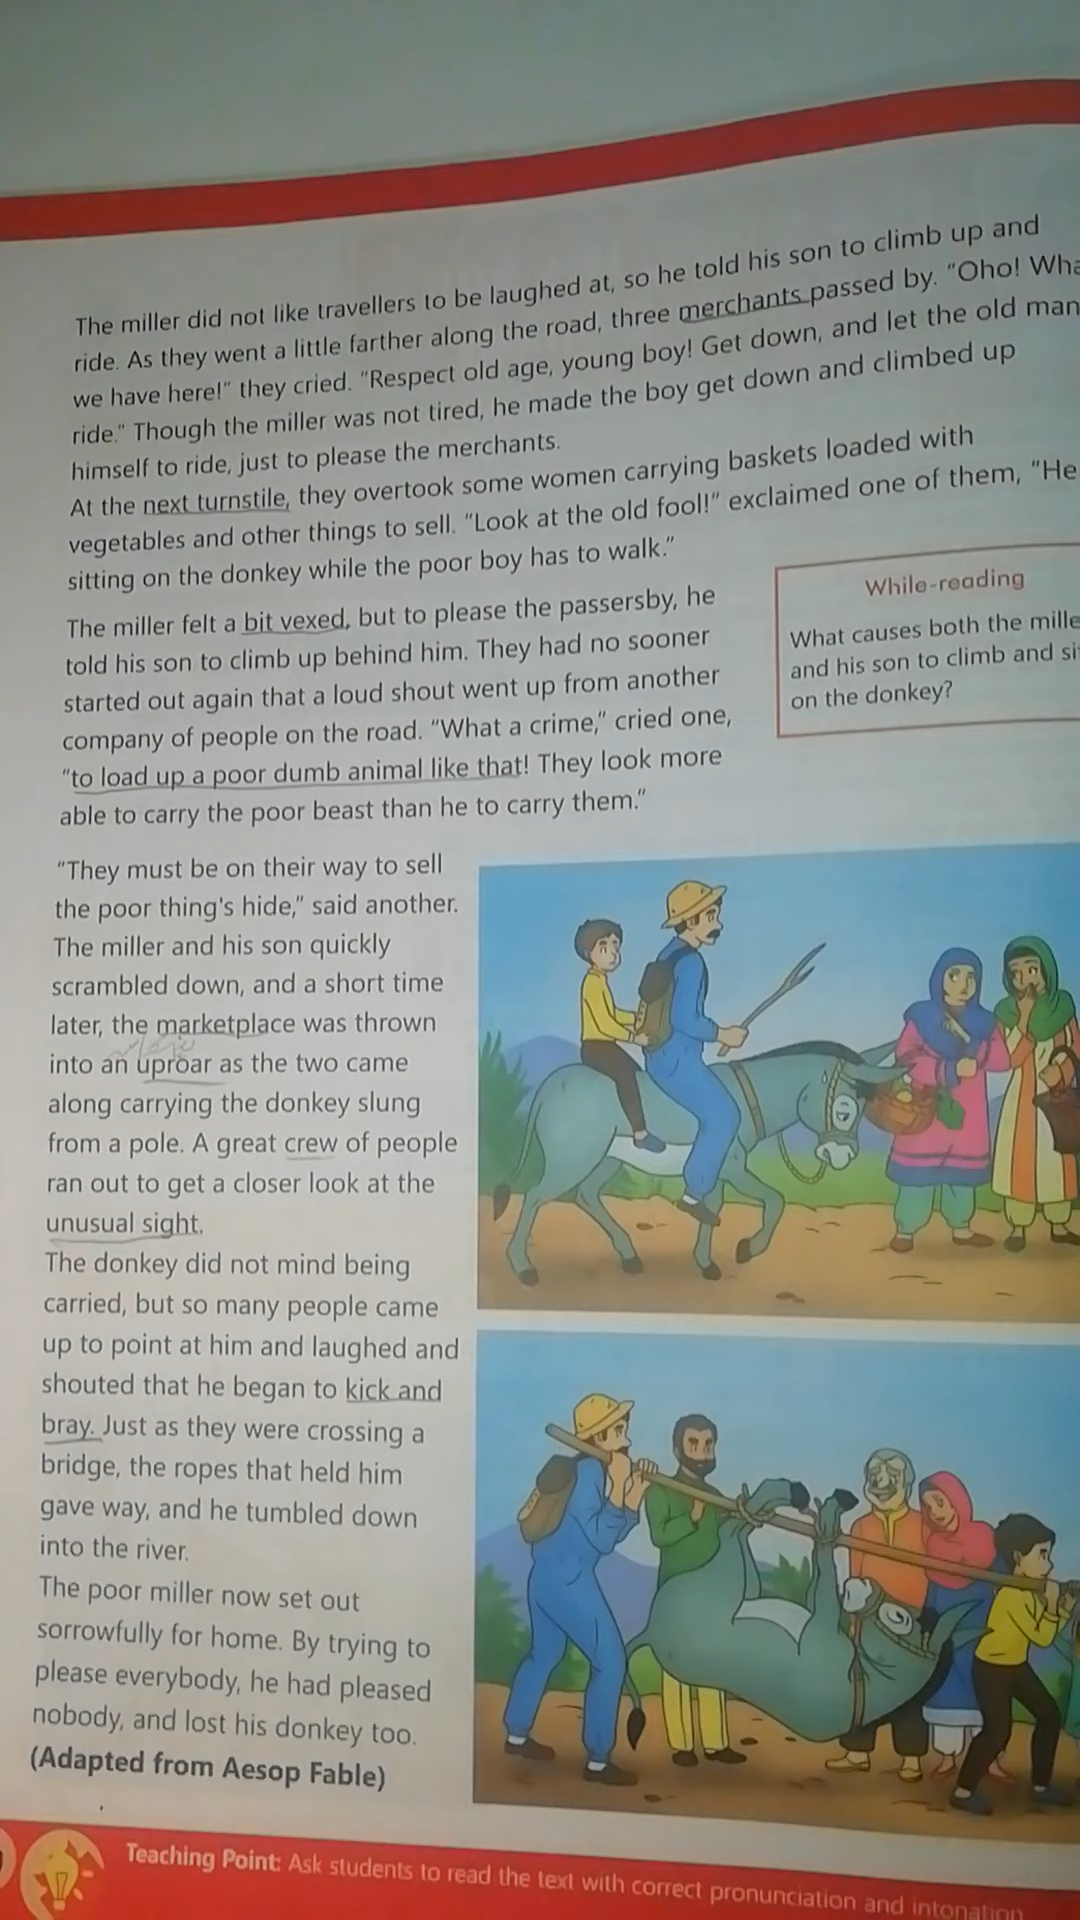 The miller did not like travellers to be laughed at, so he told his son to climb up and
ride. As they went a little farther along the road, three merchants passed by. "Oho! Wha
we have here!" they cried. "Respect old age, young boy! Get down, and let the old man
ride." Though the miller was not tired, he made the boy get down and climbed up
himself to ride, just to please the merchants.
At the next turnstile, they overtook some women carrying baskets loaded with
vegetables and other things to sell. "Look at the old fool!" exclaimed one of them, "He
sitting on the donkey while the poor boy has to walk."
The miller felt a bit vexed, but to please the passersby, he
told his son to climb up behind him. They had no sooner
started out again that a loud shout went up from another
company of people on the road. "What a crime," cried one,
"to load up a poor dumb animal like that! They look more
able to carry the poor beast than he to carry them."
While-reading
What causes both the mille
and his son to climb and si
on the donkey?
"They must be on their way to sell
the poor thing's hide," said another.
The miller and his son quickly
scrambled down, and a short time
later, the marketplace was thrown
into an uproar as the two came
along carrying the donkey slung
from a pole. A great crew of people
ran out to get a closer look at the
unusual sight.
The donkey did not mind being
carried, but so many people came
up to point at him and laughed and
shouted that he began to kick and
bray. Just as they were crossing a
bridge, the ropes that held him
gave way, and he tumbled down
into the river.
The poor miller now set out
sorrowfully for home. By trying to
please everybody, he had pleased
nobody, and lost his donkey too.
(Adapted from Aesop Fable)
Teaching Point: Ask students to read the text with correct pronunciation and intonation